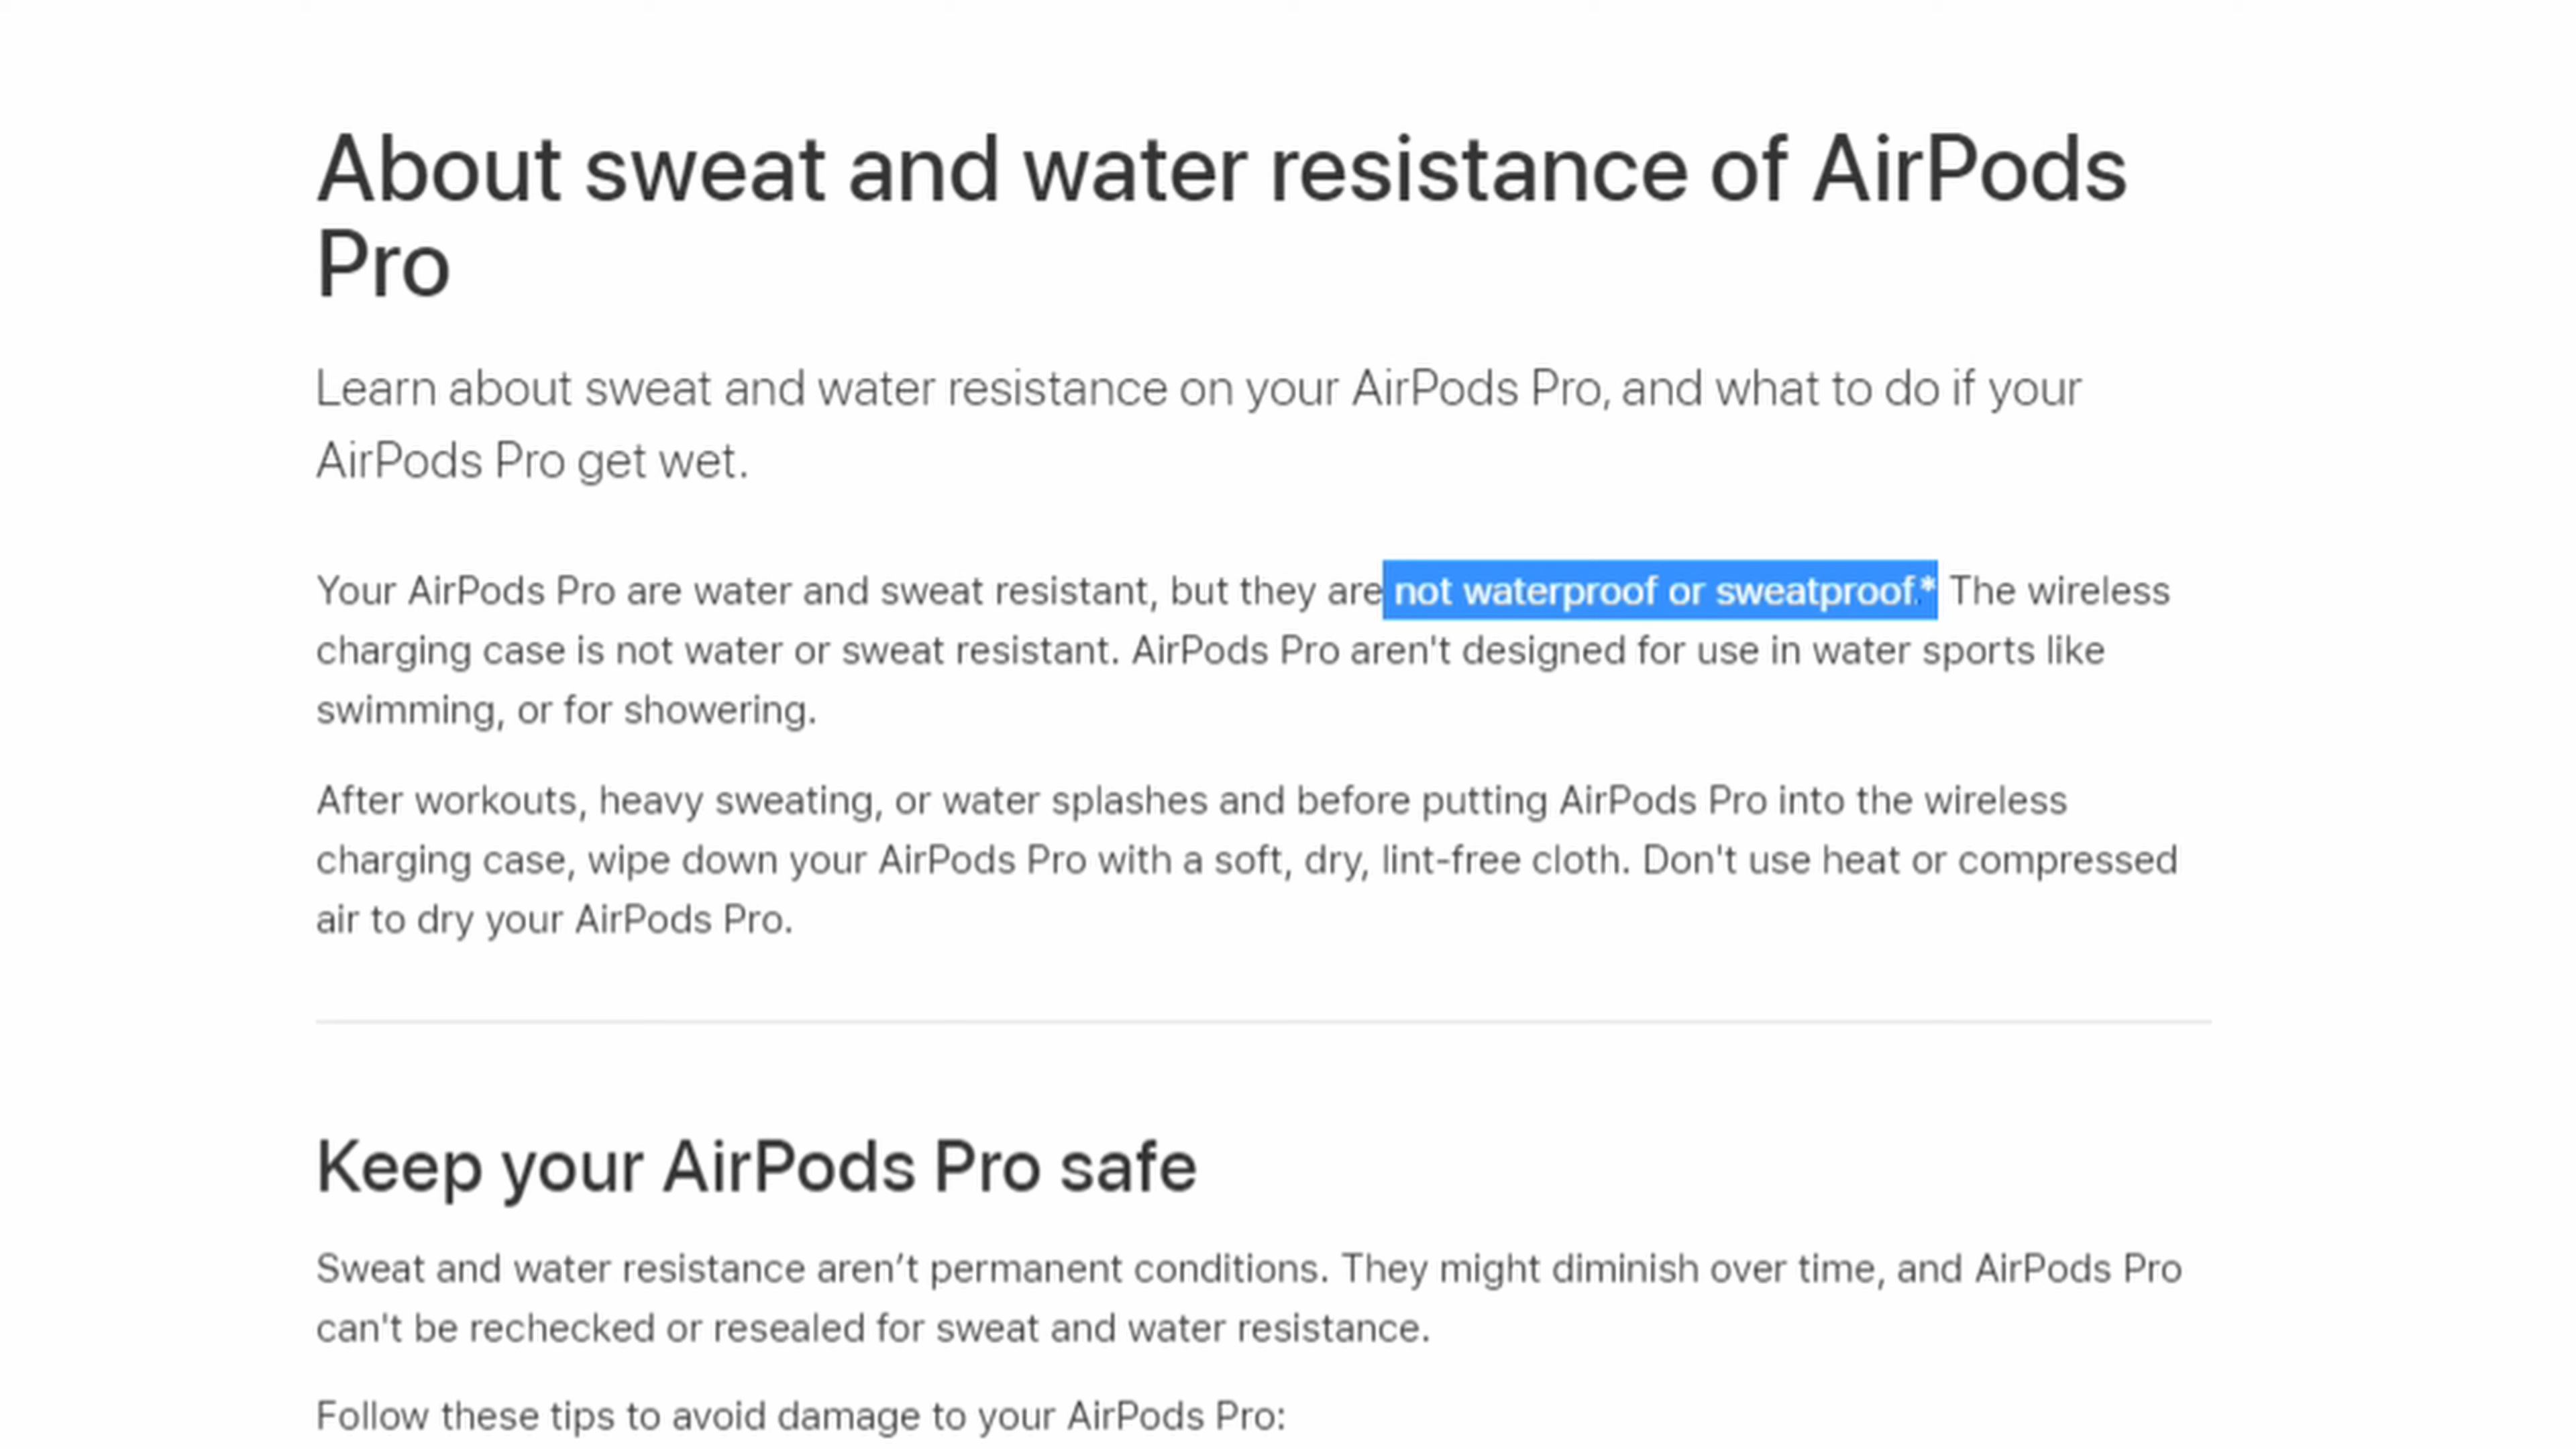 About sweat and water resistance of AirPods
Pro
Learn about sweat and water resistance on your AirPods Pro, and what to do if your
AirPods Pro get wet.
Your AirPods Pro are water and sweat resistant, but they are not waterproof or sweatproof.* The wireless
charging case is not water or sweat resistant. AirPods Pro aren't designed for use in water sports like
swimming, or for showering.
After workouts, heavy sweating, or water splashes and before putting AirPods Pro into the wireless
charging case, wipe down your AirPods Pro with a soft, dry, lint-free cloth. Don't use heat or compressed
air to dry your AirPods Pro.
Keep your AirPods Pro safe
Sweat and water resistance aren’t permanent conditions. They might diminish over time, and AirPods Pro
can't be rechecked or resealed for sweat and water resistance.
Follow these tips to avoid damage to your AirPods Pro: